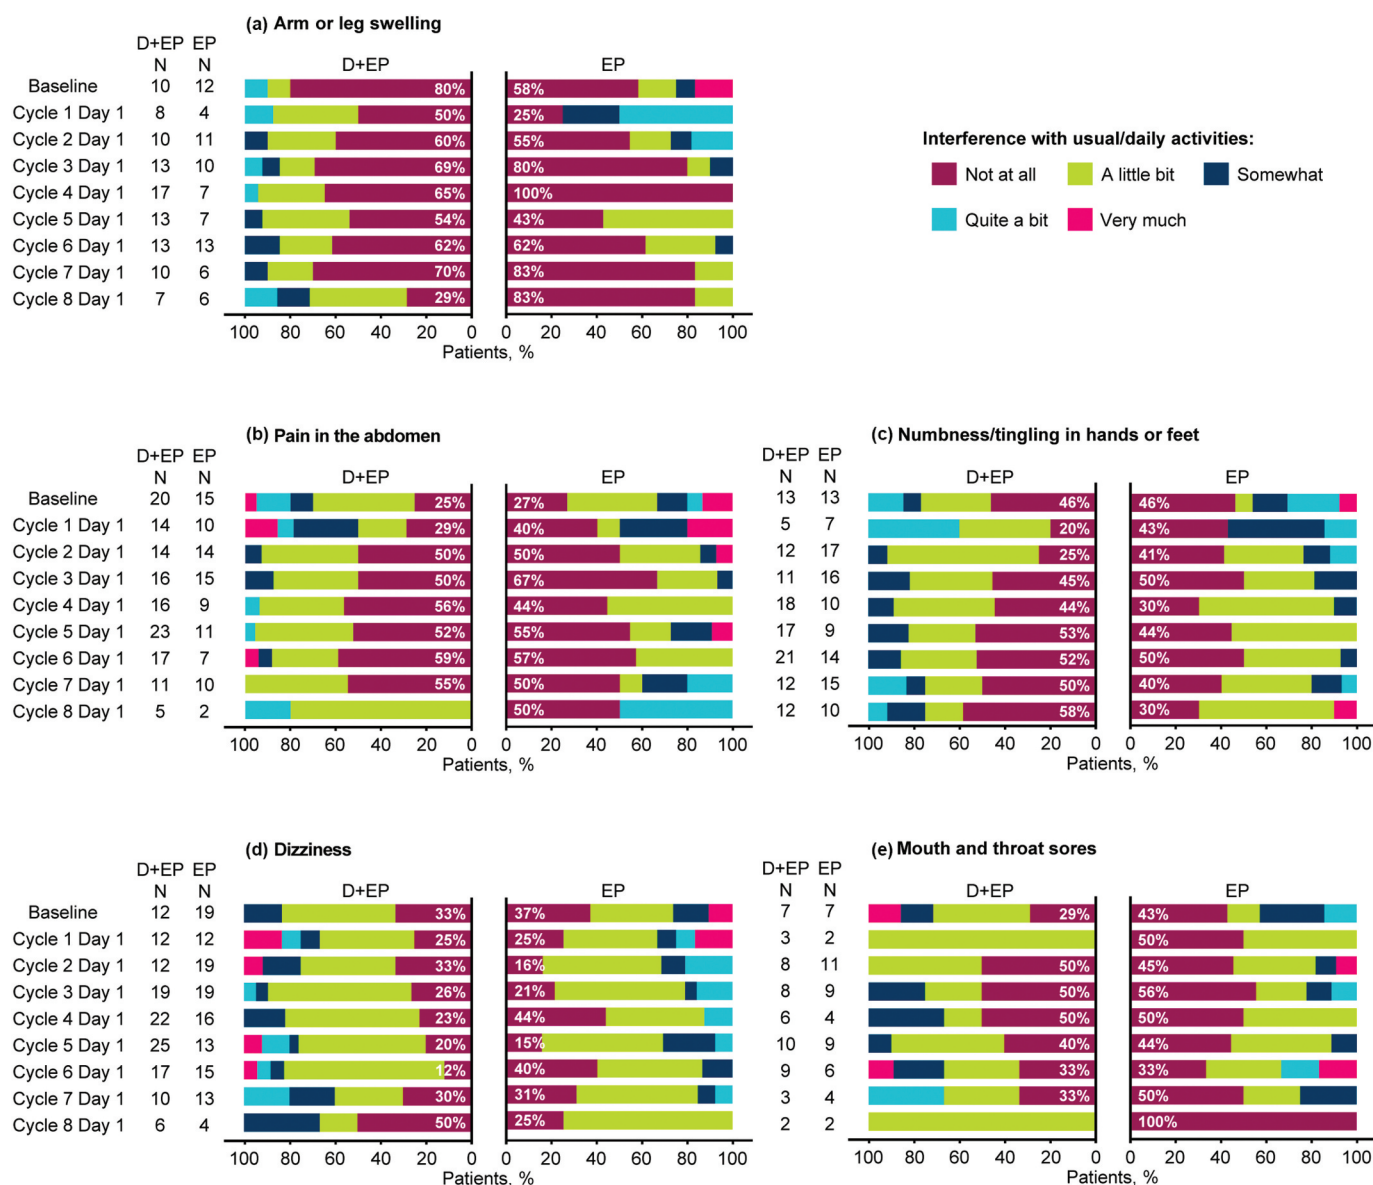 (a) Arm or leg swelling
D+EP EP
N N D+EP EP
Baseline 10 12 80% 58%
Cycle 1 Day 1 8 4 50% 25%
Cycle 2 Day 1 10 11 60% 55%
Cycle 3 Day 1 13 10 69% 80%
Cycle 4 Day 1 17 7 65% 100%
Cycle 5 Day 1 13 7 54% 43%
Cycle 6 Day 1 13 13 62% 62%
Cycle 7 Day 1 10 6 70% 83%
Cycle 8 Day 1 7 6 29% 83%
100 80 60 40 20 0 0 20 40 60 80 100
Patients, %
Interference with usual/daily activities:
Not at all A little bit Somewhat
Quite a bit Very much
(b) Pain in the abdomen
D+EP EP
N N D+EP EP
Baseline 20 15 25% 27%
Cycle 1 Day 1 14 10 29% 40%
Cycle 2 Day 1 14 14 50% 50%
Cycle 3 Day 1 16 15 50% 67%
Cycle 4 Day 1 16 9 56% 44%
Cycle 5 Day 1 23 11 52% 55%
Cycle 6 Day 1 17 7 59% 57%
Cycle 7 Day 1 11 10 55% 50%
Cycle 8 Day 1 5 2 50%
100 80 60 40 20 0 0 20 40 60 80 100
Patients, %
(c) Numbness/tingling in hands or feet
D+EP EP
N N D+EP EP
13 13 46% 46%
5 7 20% 43%
12 17 25% 41%
11 16 45% 50%
18 10 44% 30%
17 9 53% 44%
21 14 52% 50%
12 15 50% 40%
12 10 58% 30%
100 80 60 40 20 0 0 20 40 60 80 100
Patients, %
(d) Dizziness
D+EP EP
N N D+EP EP
Baseline 12 19 33% 37%
Cycle 1 Day 1 12 12 25% 25%
Cycle 2 Day 1 12 19 33% 16%
Cycle 3 Day 1 19 19 26% 21%
Cycle 4 Day 1 22 16 23% 44%
Cycle 5 Day 1 25 13 20% 15%
Cycle 6 Day 1 17 15 12% 40%
Cycle 7 Day 1 10 13 30% 31%
Cycle 8 Day 1 6 4 50% 25%
100 80 60 40 20 0 0 20 40 60 80 100
Patients, %
(e) Mouth and throat sores
D+EP EP
N N D+EP EP
7 7 29% 43%
3 2 50%
8 11 50% 45%
8 9 50% 56%
6 4 50% 50%
10 9 40% 44%
9 6 33% 33%
3 4 33% 50%
2 2 100%
100 80 60 40 20 0 0 20 40 60 80 100
Patients, %